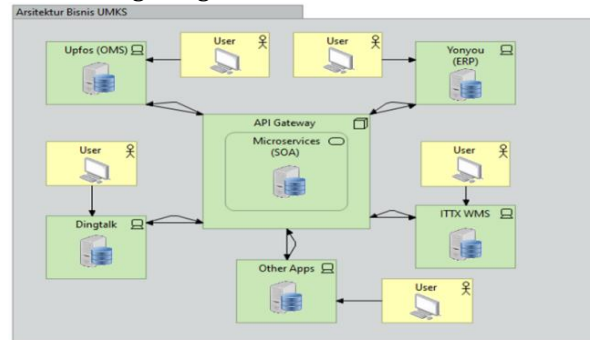 Arsitektur Bisnis UMKS
Upfos (OMS)
User
User
Yonyou
(ERP)
API Gateway
Microservices
(SOA)
User
User
Dingtalk
ITTX WMS
Other Apps
User